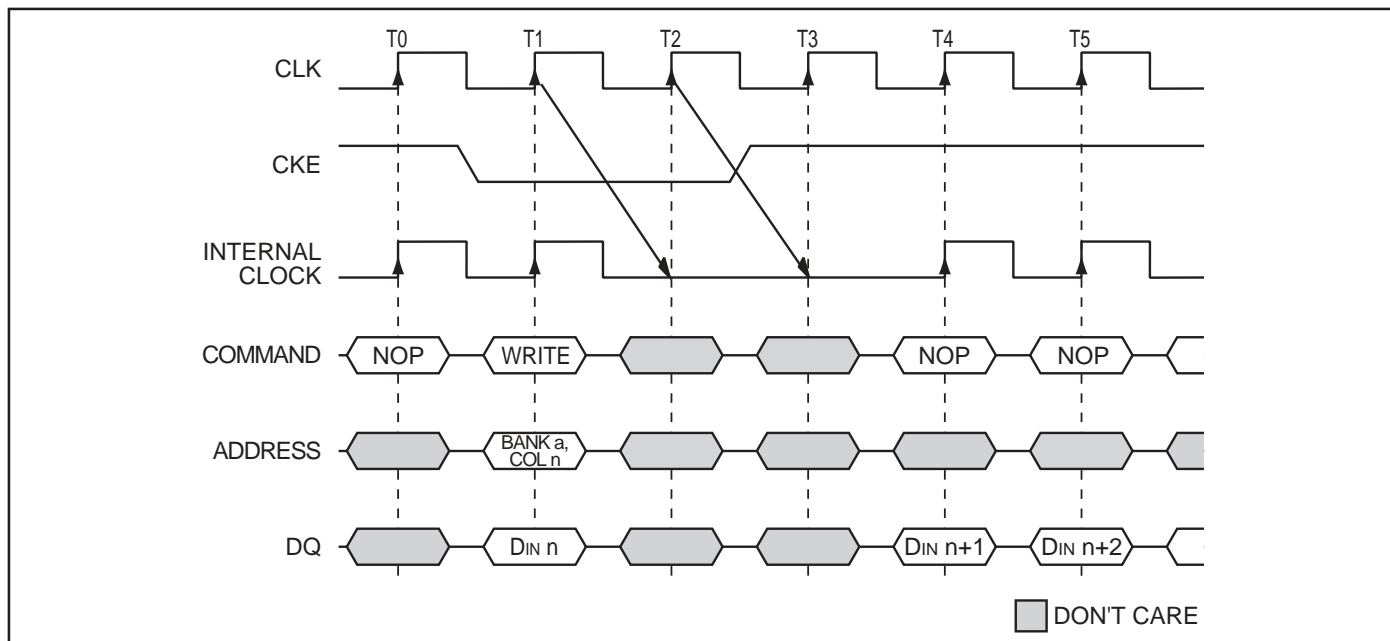 T0 T1 T2 T3 T4 T5
CLK
CKE
INTERNAL
CLOCK
COMMAND NOP WRITE NOP NOP
ADDRESS BANK a,
COL n
DQ DIN n DIN n+1 DIN n+2
DON'T CARE